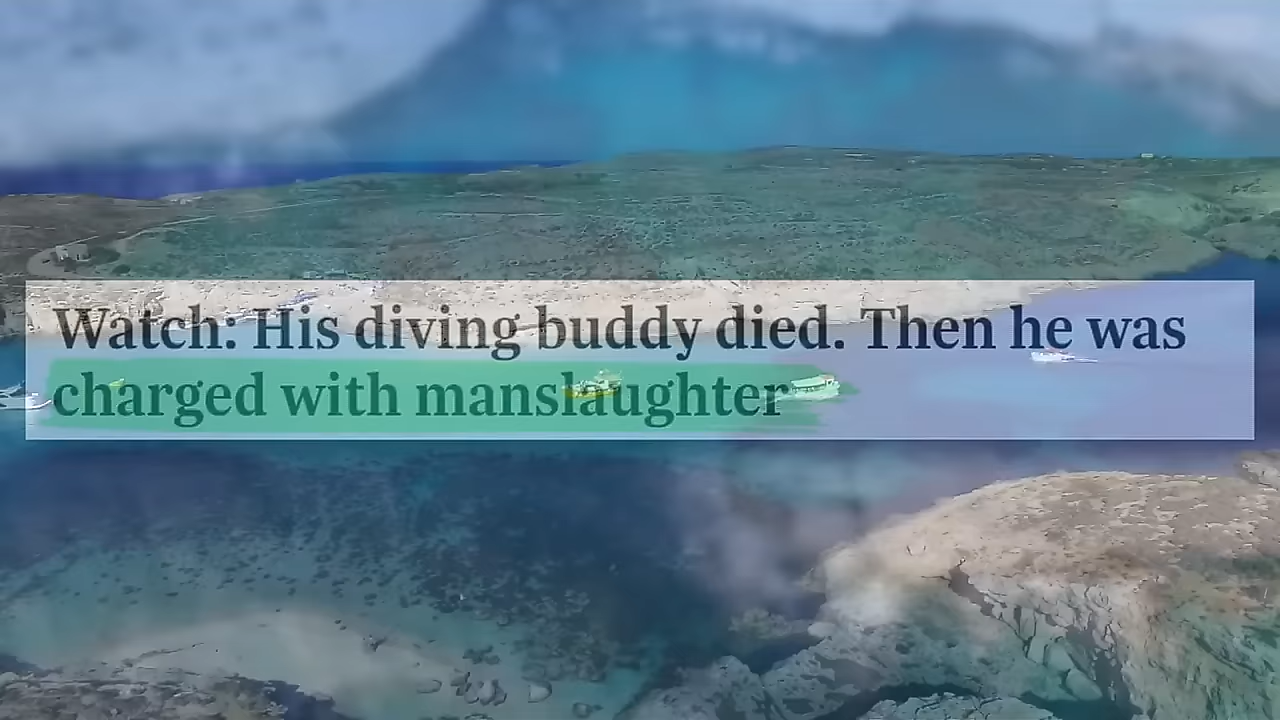 Watch: His diving buddy died. Then he was
charged with manslaughter